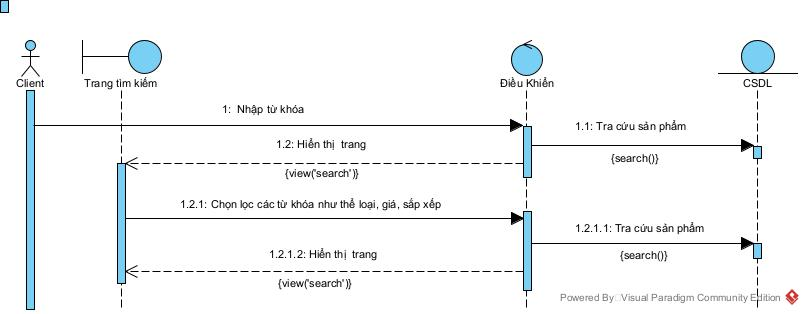 Client
Trang tìm kiếm
Điều Khiển
CSDL
1: Nhập từ khóa
1.1: Tra cứu sản phẩm
{search()}
1.2: Hiển thị trang
{view('search')}
1.2.1: Chọn lọc các từ khóa như thể loại, giá, sắp xếp
1.2.1.1: Tra cứu sản phẩm
{search()}
1.2.1.2: Hiển thị trang
{view('search')}
Powered By Visual Paradigm Community Edition